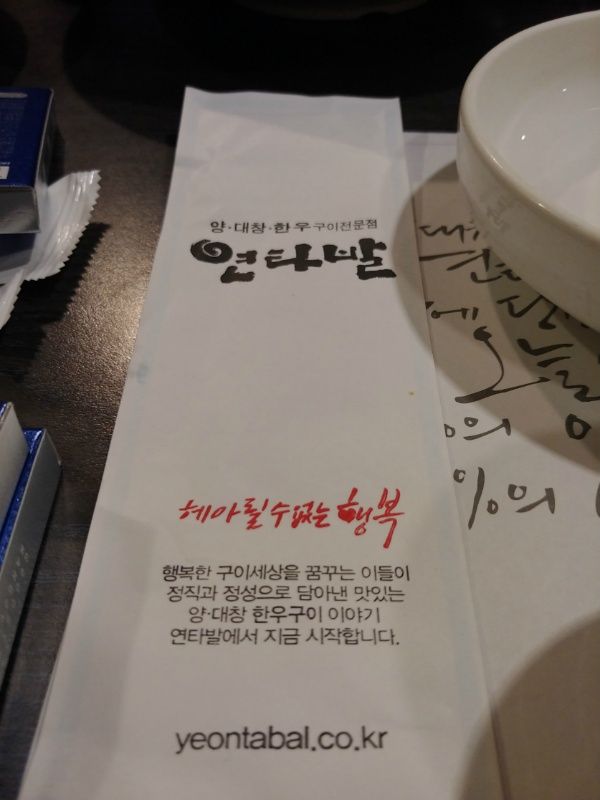 양·대창·한우구이전문점
연타발
헤아릴수없는 행복
행복한 구이세상을 꿈꾸는 이들이
정직과 정성으로 담아낸 맛있는
양·대창 한우구이 이야기
연타발에서 지금 시작합니다.
yeontabal.co.kr
에
의
%의